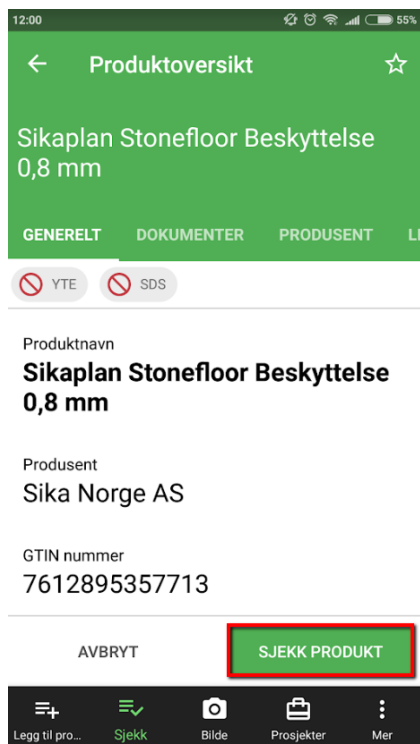 12:00
55%
Produktoversikt
Sikaplan Stonefloor Beskyttelse
0,8 mm
GENERELT DOKUMENTER PRODUSENT
YTE SDS
Produktnavn
Sikaplan Stonefloor Beskyttelse
0,8 mm
Produsent
Sika Norge AS
GTIN nummer
7612895357713
AVBRYT SJEKK PRODUKT
Legg til pro... Sjekk Bilde Prosjekter Mer